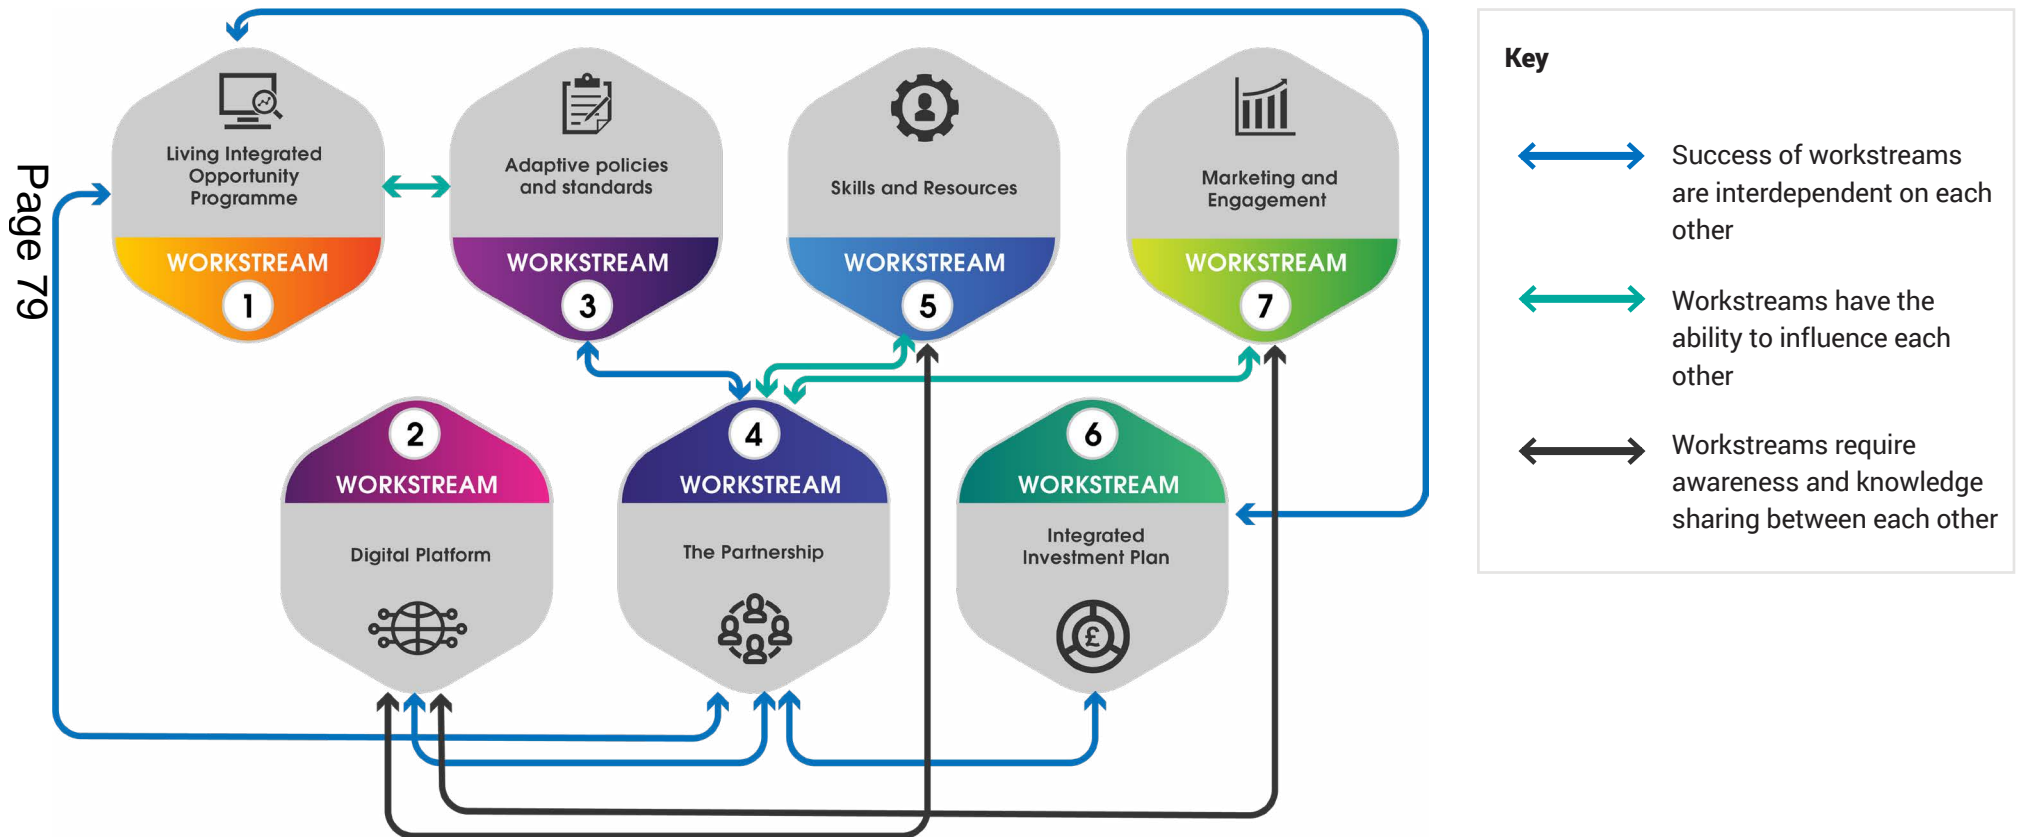 Page 79
Living Integrated
Opportunity
Programme
WORKSTREAM
1
Adaptive policies
and standards
WORKSTREAM
3
Skills and Resources
WORKSTREAM
5
Marketing and
Engagement
WORKSTREAM
7
2
WORKSTREAM
Digital Platform
4
WORKSTREAM
The Partnership
6
WORKSTREAM
Integrated
Investment Plan
£
Key
Success of workstreams
are interdependent on each
other
Workstreams have the
ability to influence each
other
Workstreams require
awareness and knowledge
sharing between each other